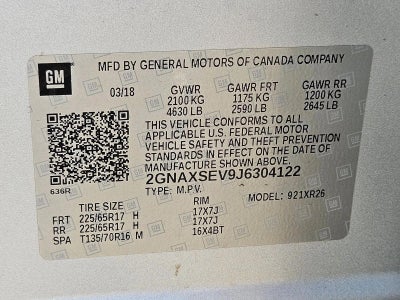 GM
MFD BY GENERAL MOTORS OF CANADA COMPANY
03/18 GVWR GAWR FRT GAWR RR
2100 KG 1175 KG 1200 KG
4630 LB 2590 LB 2645 LB
THIS VEHICLE CONFORMS TO ALL
APPLICABLE U.S. FEDERAL MOTOR
VEHICLE SAFETY AND THEFT PREVENTION
STANDARDS IN EFFECT ON THE DATE OF
MANUFACTURE SHOWN ABOVE.
636R 2GNAXSEV9J6304122
TYPE: M.P.V. MODEL: 921XR26
TIRE SIZE RIM
FRT 225/65R17 H 17X7J
RR 225/65R17 H 17X7J
SPA T135/70R16 M 16X4BT